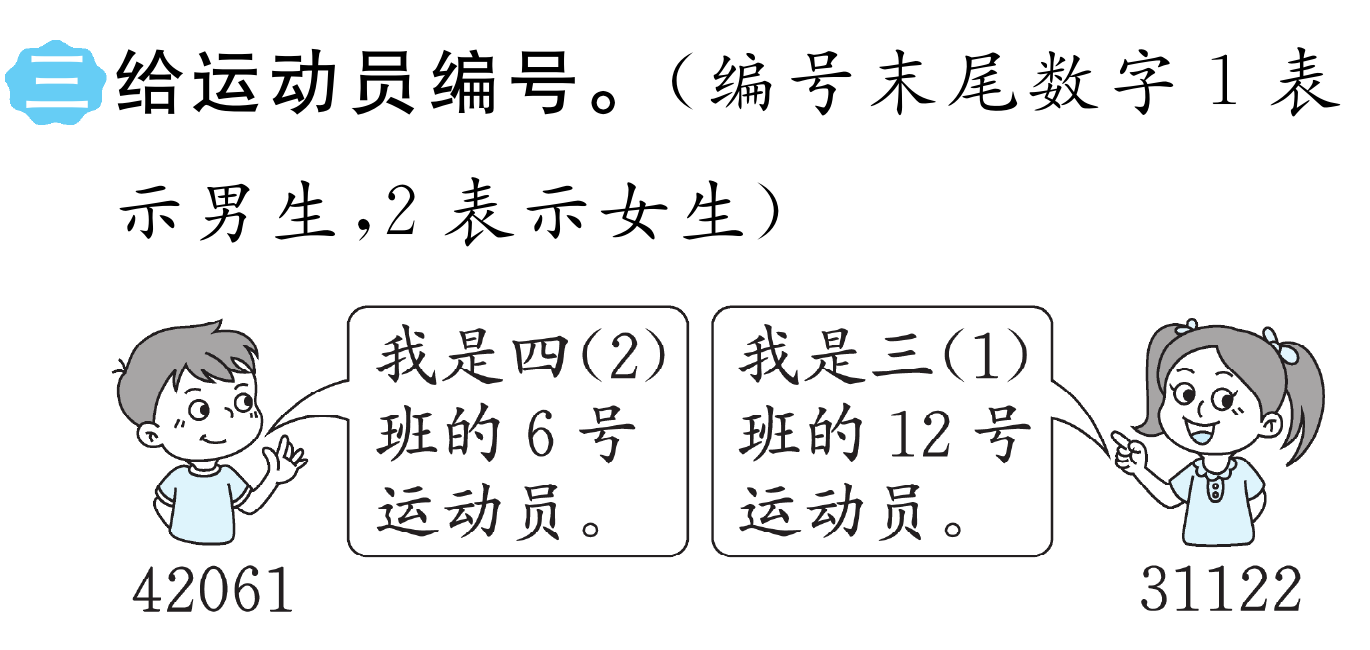 三 给运动员编号。（编号末尾数字 1 表
示男生,2 表示女生）
我是四(2)
班的 6 号
运动员。
我是三(1)
班的 12 号
运动员。
42061
31122